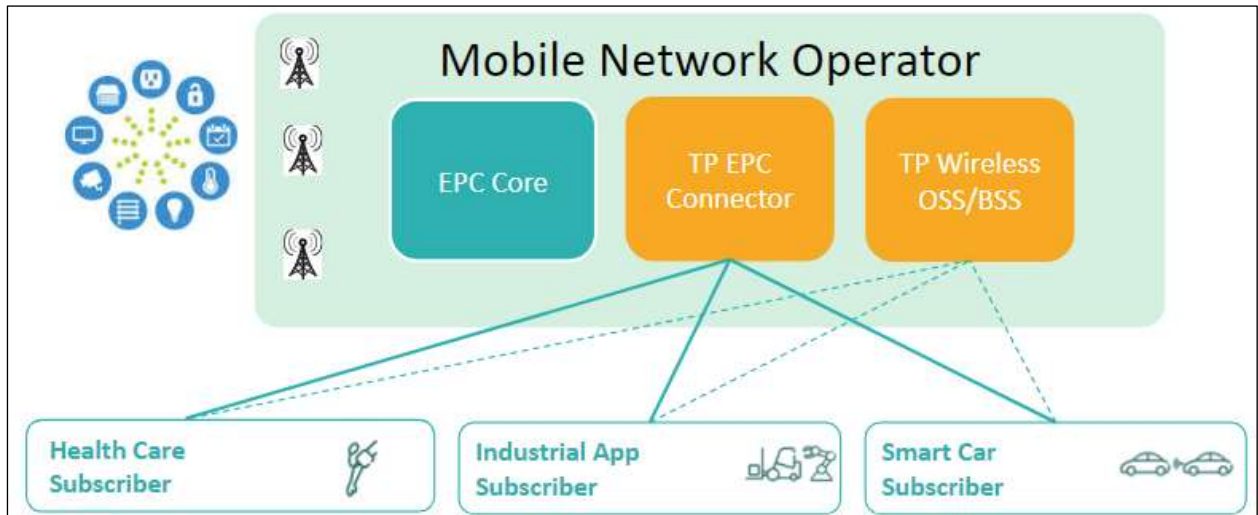 Mobile Network Operator
EPC Core
TP EPC
Connector
TP Wireless
OSS/BSS
Health Care
Subscriber
Industrial App
Subscriber
Smart Car
Subscriber